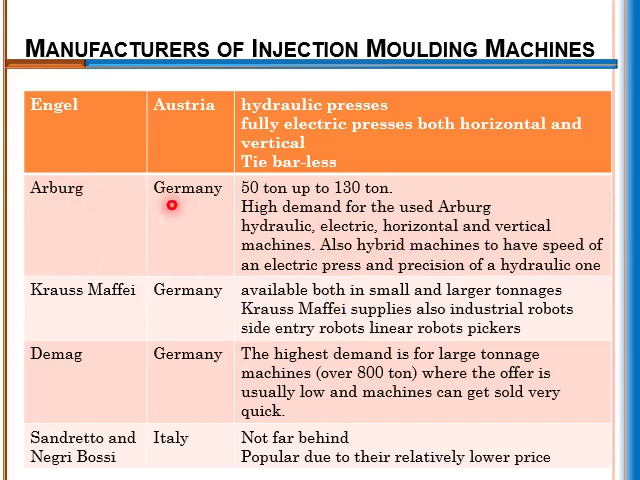 MANUFACTURERS OF INJECTION MOULDING MACHINES
Engel Austria hydraulic presses
fully electric presses both horizontal and
vertical
Tie bar-less
Arburg Germany 50 ton up to 130 ton.
High demand for the used Arburg
hydraulic, electric, horizontal and vertical
machines. Also hybrid machines to have speed of
an electric press and precision of a hydraulic one
Krauss Maffei Germany available both in small and larger tonnages
Krauss Maffei supplies also industrial robots
side entry robots linear robots pickers
Demag Germany The highest demand is for large tonnage
machines (over 800 ton) where the offer is
usually low and machines can get sold very
quick.
Sandretto and Italy Not far behind
Negri Bossi Popular due to their relatively lower price